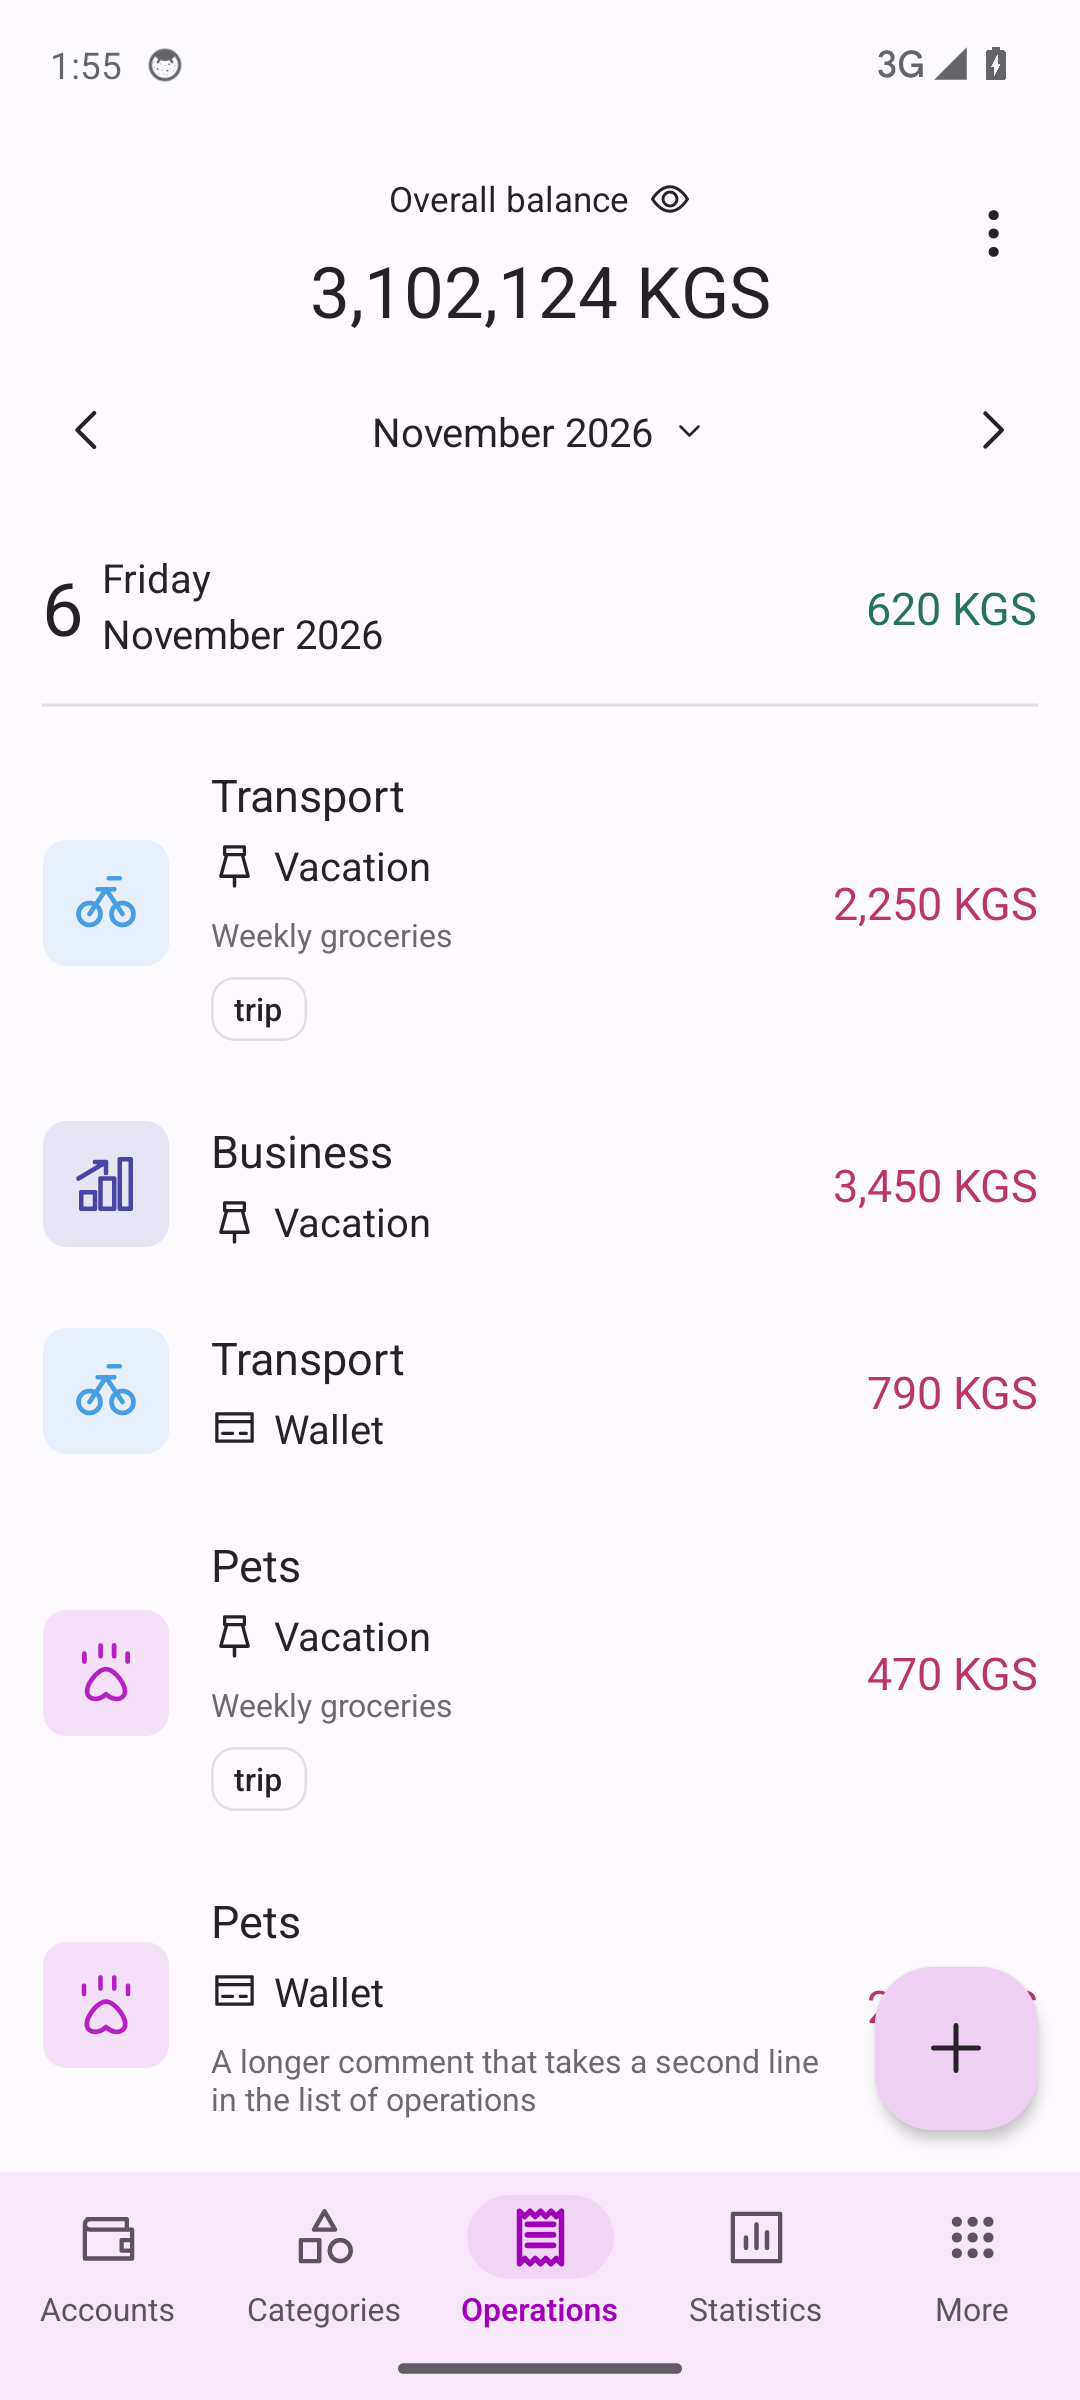 1:55
3G
Overall balance
3,102,124 KGS
November 2026
6
Friday
November 2026
620 KGS
Transport
Vacation
Weekly groceries
trip
2,250 KGS
Business
Vacation
3,450 KGS
Transport
Wallet
790 KGS
Pets
Vacation
Weekly groceries
trip
470 KGS
Pets
Wallet
A longer comment that takes a second line
in the list of operations
Accounts
Categories
Operations
Statistics
More